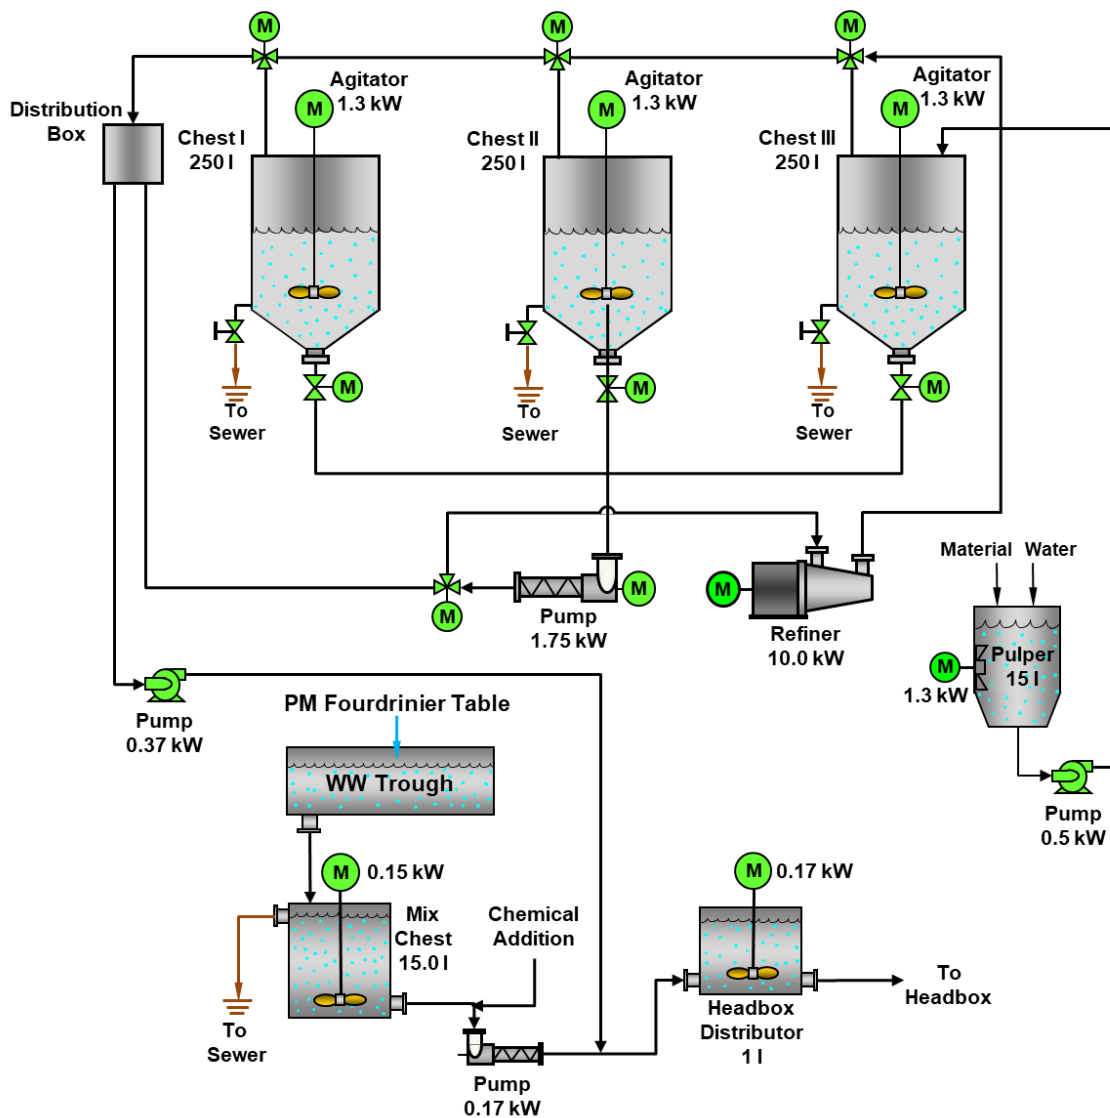 M
M
M
Agitator
1.3 kW
M
Agitator
1.3 kW
M
Agitator
1.3 kW
M
Distribution
Box
Chest I
250 l
Chest II
250 l
Chest III
250 l
M
M
M
To
Sewer
To
Sewer
To
Sewer
M
Pump
1.75 kW
M
M
Refiner
10.0 kW
Material
Water
Pulper
15 l
M
1.3 kW
Pump
0.5 kW
Pump
0.37 kW
PM Fourdrinier Table
WW Trough
M
0.15 kW
Mix
Chest
15.0 l
To
Sewer
Chemical
Addition
Pump
0.17 kW
M
0.17 kW
Headbox
Distributor
1 l
To
Headbox